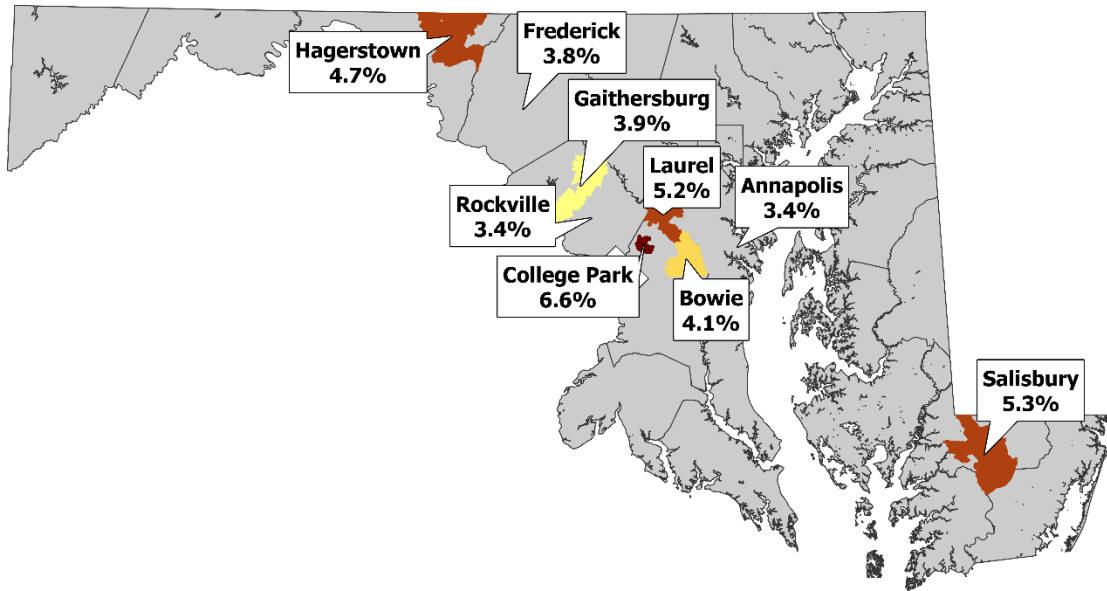 Frederick
3.8%
Hagerstown
4.7%
Gaithersburg
3.9%
Laurel
5.2%
Annapolis
3.4%
Rockville
3.4%
College Park
6.6%
Bowie
4.1%
Salisbury
5.3%